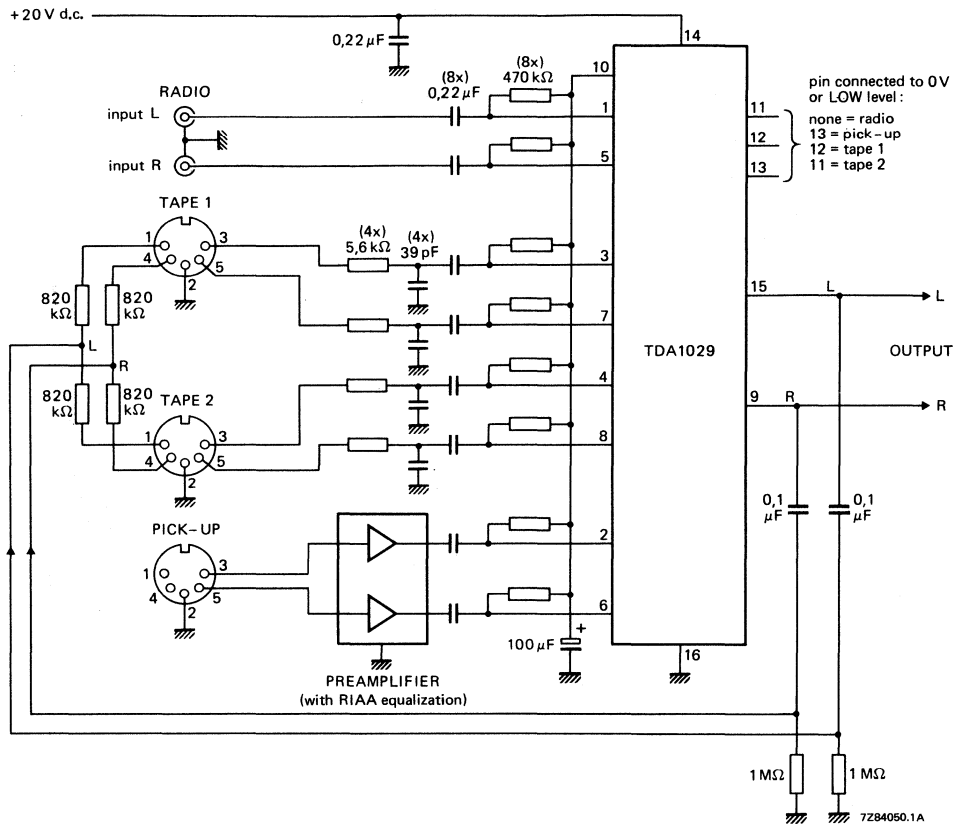 +20 V d.c.
0,22 µF
14
RADIO
input L
input R
(8x)
0,22 µF
(8x)
470 kΩ
10
1
5
11
12
13
pin connected to 0 V
or LOW level :
none = radio
13 = pick-up
12 = tape 1
11 = tape 2
TAPE 1
1
3
4
5
2
(4x)
5,6 kΩ
(4x)
39 pF
3
7
820
kΩ
820
kΩ
L
R
820
kΩ
820
kΩ
TAPE 2
1
3
4
5
2
4
8
TDA1029
15
L
L
OUTPUT
9
R
R
0,1
µF
0,1
µF
PICK-UP
1
3
4
5
2
2
6
100 µF
+
16
PREAMPLIFIER
(with RIAA equalization)
1 MΩ
1 MΩ
7Z84050.1A